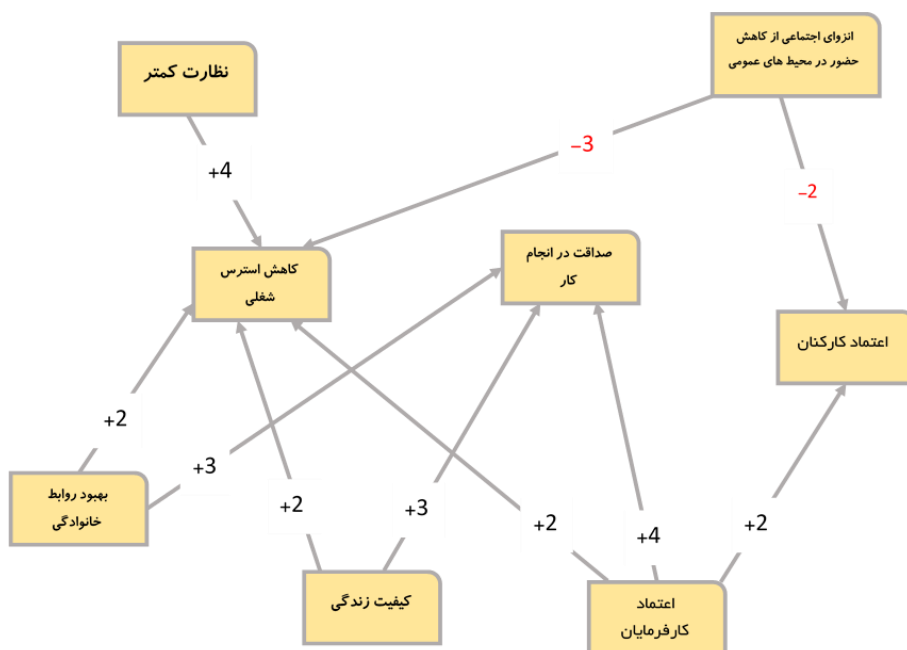 انزوای اجتماعی از کاهش
حضور در محیط های عمومی
نظارت کمتر
–3
+4
–2
کاهش استرس
شغلی
صداقت در انجام
کار
اعتماد کارکنان
+2
+3
+2
+3
+2
+4
+2
بهبود روابط
خانوادگی
کیفیت زندگی
اعتماد
کارفرمایان